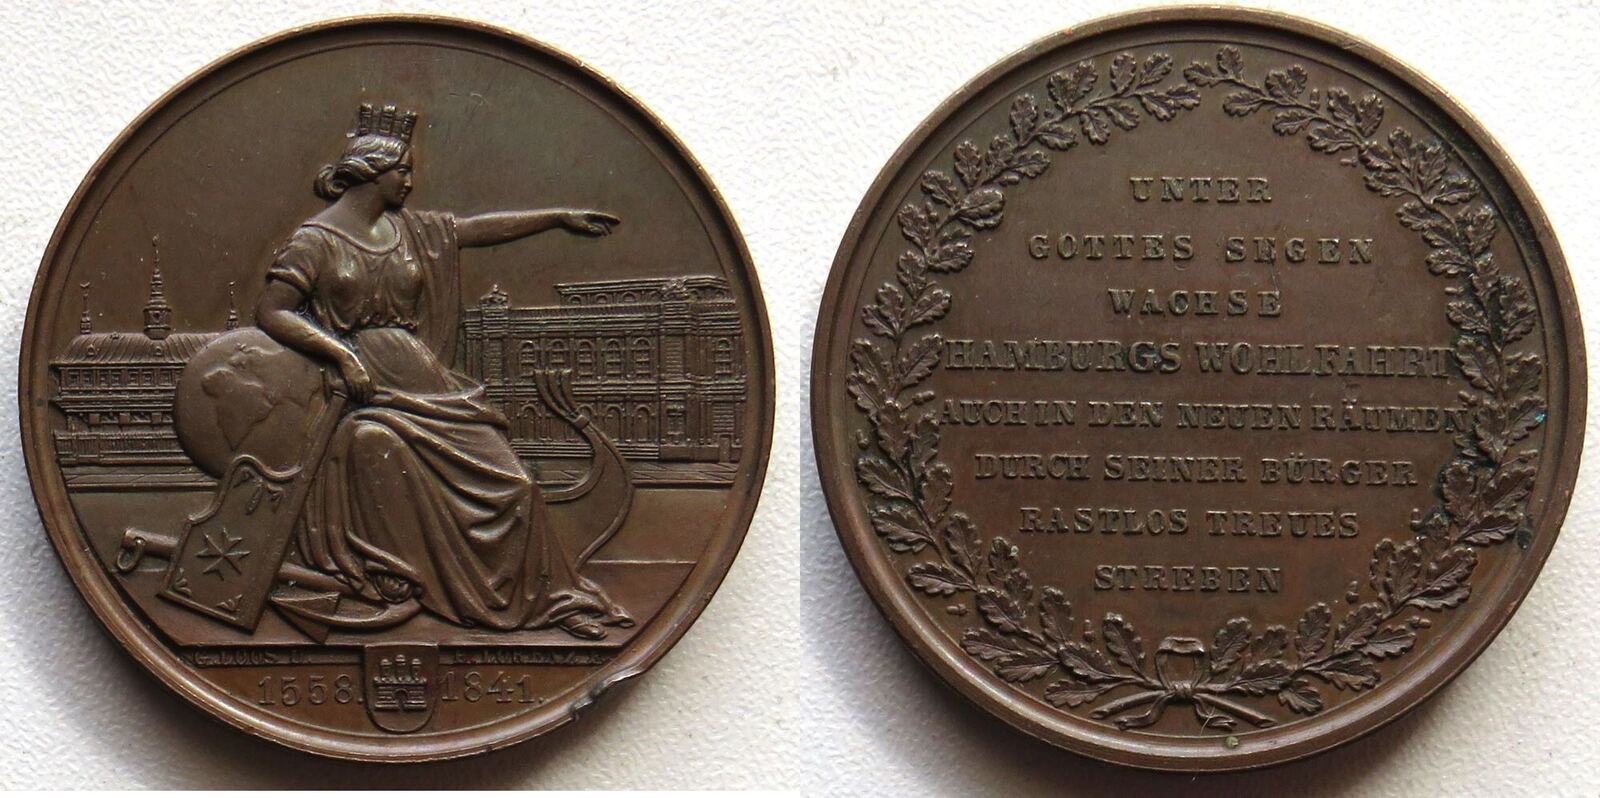 G. LOOS D.
1558. 1841.
UNTER
GOTTES SEGEN
WACHSE
HAMBURGS WOHLFAHRT
AUCH IN DEN NEUEN RÄUMEN
DURCH SEINER BÜRGER
RASTLOS TREUES
STREBEN